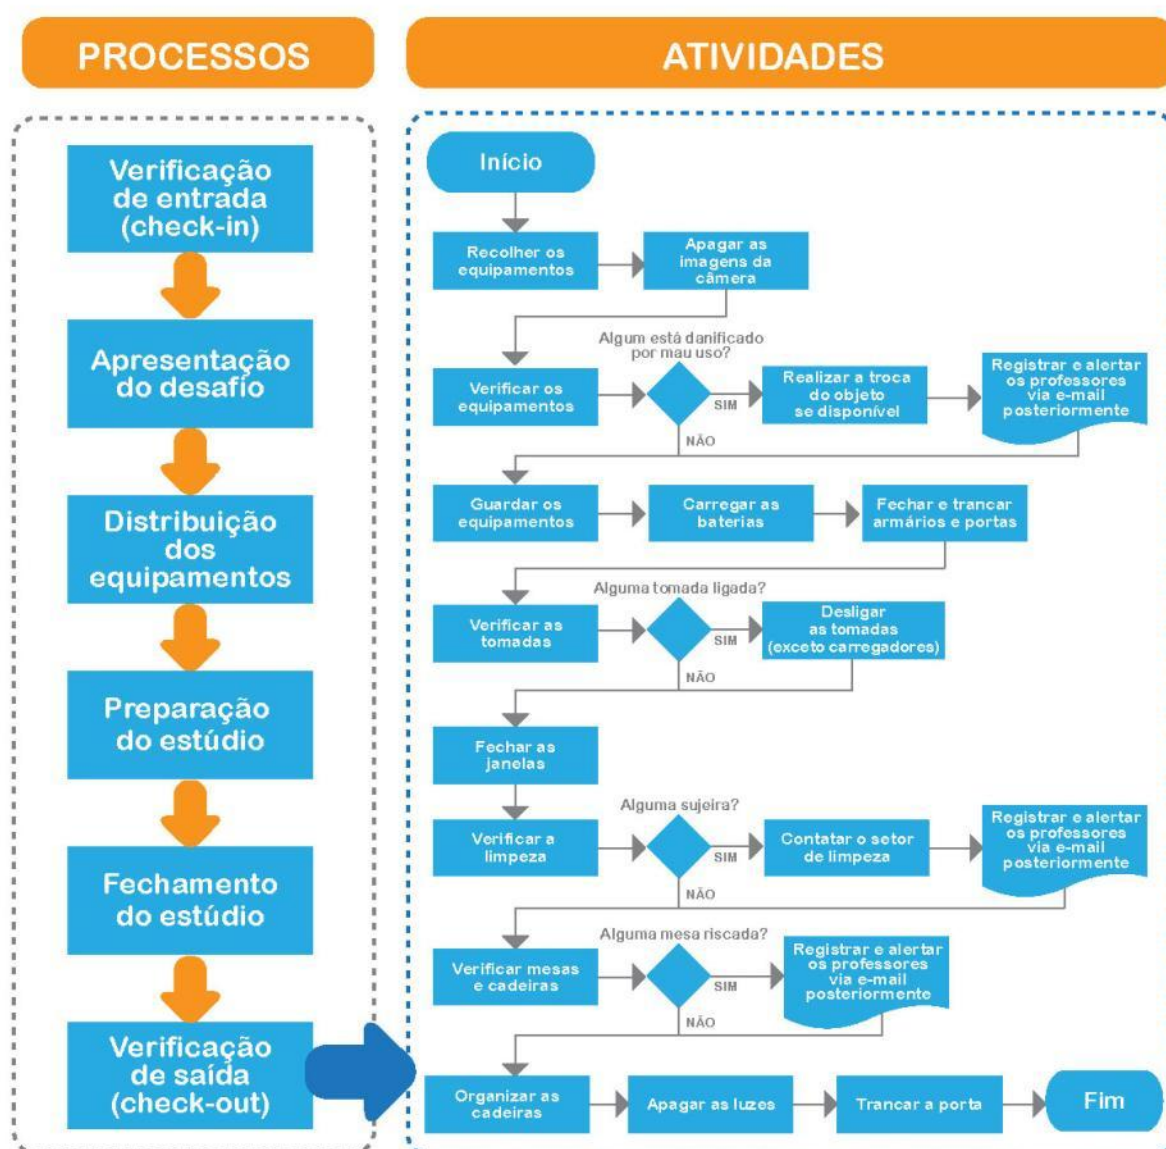 PROCESSOS
ATIVIDADES
Verificação
de entrada
(check-in)
Apresentação
do desafio
Distribuição
dos
equipamentos
Preparação
do estúdio
Fechamento
do estúdio
Verificação
de saída
(check-out)
Início
Recolher os
equipamentos
Apagar as
imagens da
câmera
Algum está danificado
por mau uso?
Verificar os
equipamentos
SIM
NÃO
Realizar a troca
do objeto
se disponível
Registrar e alertar
os professores
via e-mail
posteriormente
Guardar os
equipamentos
Carregar as
baterias
Fechar e trancar
armários e portas
Alguma tomada ligada?
Verificar as
tomadas
SIM
NÃO
Desligar
as tomadas
(exceto carregadores)
Fechar as
janelas
Alguma sujeira?
Verificar a
limpeza
SIM
NÃO
Contatar o setor
de limpeza
Registrar e alertar
os professores
via e-mail
posteriormente
Alguma mesa riscada?
Verificar mesas
e cadeiras
SIM
NÃO
Registrar e alertar
os professores
via e-mail
posteriormente
Organizar as
cadeiras
Apagar as luzes
Trancar a porta
Fim